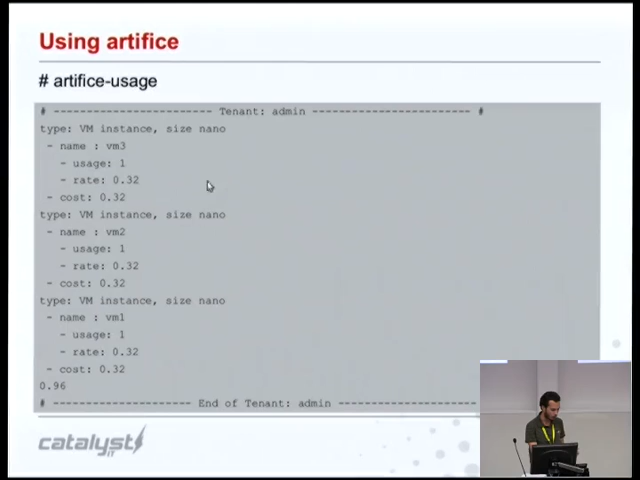 Using artifice
# artifice-usage
# ------------------------ Tenant: admin ------------------------ #
type: VM instance, size nano
- name : vm3
- usage: 1
- rate: 0.32
- cost: 0.32
type: VM instance, size nano
- name : vm2
- usage: 1
- rate: 0.32
- cost: 0.32
type: VM instance, size nano
- name : vm1
- usage: 1
- rate: 0.32
- cost: 0.32
0.96
# --------------------- End of Tenant: admin ---------------------
catalyst
IT